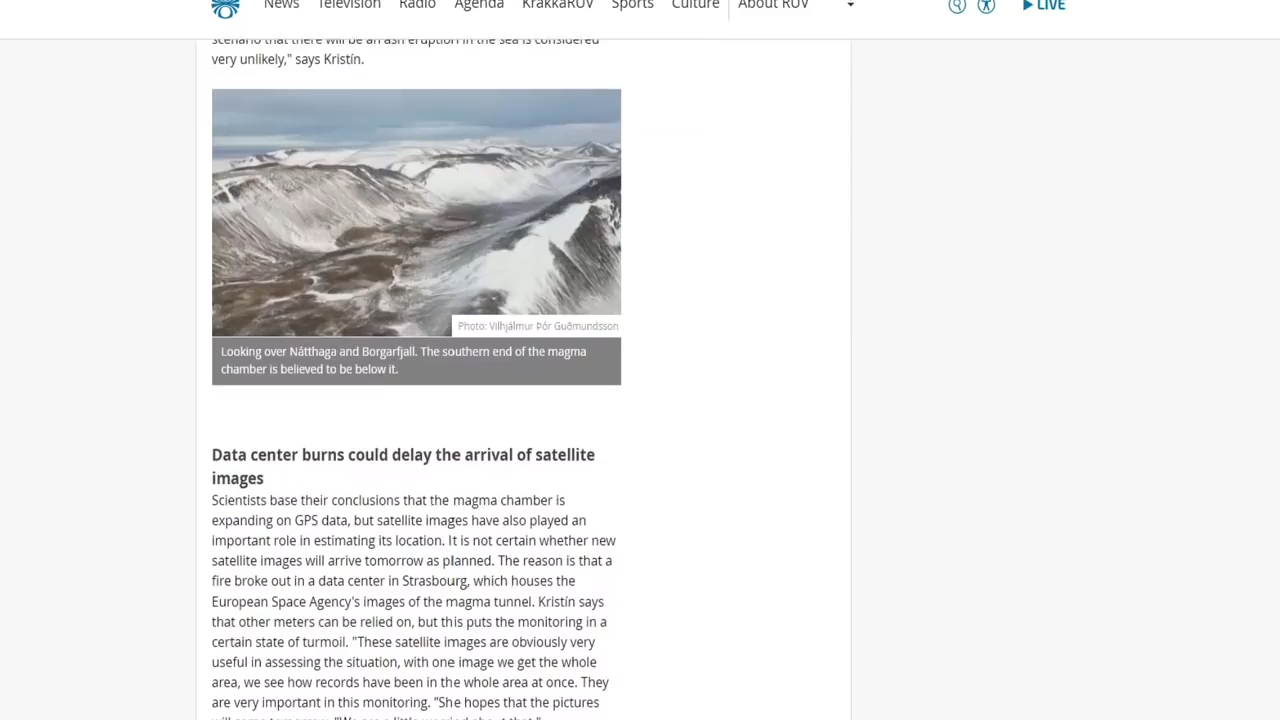 News Television Radio Agenda KrakkaRÚV Sports Culture About RÚV LIVE
scenario that there will be an ash eruption in the sea is considered
very unlikely," says Kristín.
Photo: Vilhjálmur Þór Guðmundsson
Looking over Nátthaga and Borgarfjall. The southern end of the magma
chamber is believed to be below it.
Data center burns could delay the arrival of satellite
images
Scientists base their conclusions that the magma chamber is
expanding on GPS data, but satellite images have also played an
important role in estimating its location. It is not certain whether new
satellite images will arrive tomorrow as planned. The reason is that a
fire broke out in a data center in Strasbourg, which houses the
European Space Agency's images of the magma tunnel. Kristín says
that other meters can be relied on, but this puts the monitoring in a
certain state of turmoil. "These satellite images are obviously very
useful in assessing the situation, with one image we get the whole
area, we see how records have been in the whole area at once. They
are very important in this monitoring. "She hopes that the pictures